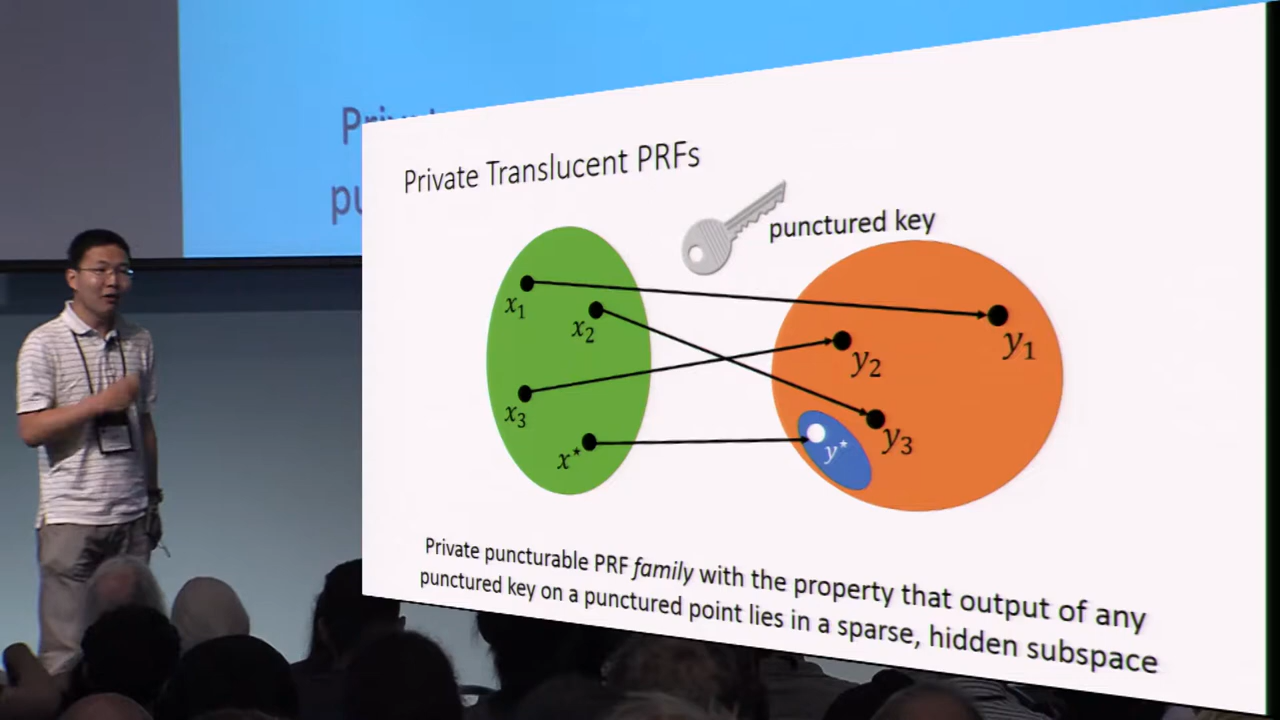 Private Translucent PRFs
punctured key
x₁
x₂
x₃
x*
y₁
y₂
y₃
y*
Private puncturable PRF family with the property that output of any
punctured key on a punctured point lies in a sparse, hidden subspace